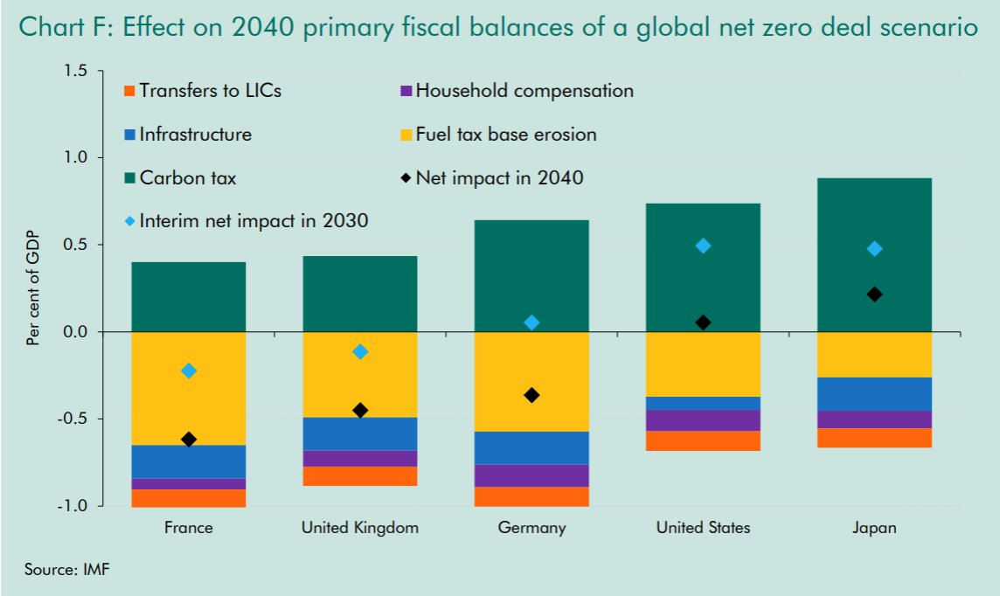 Chart F: Effect on 2040 primary fiscal balances of a global net zero deal scenario
1.5
1.0
0.5
0.0
-0.5
-1.0
Per cent of GDP
Transfers to LICs
Household compensation
Infrastructure
Fuel tax base erosion
Carbon tax
Net impact in 2040
Interim net impact in 2030
France
United Kingdom
Germany
United States
Japan
Source: IMF